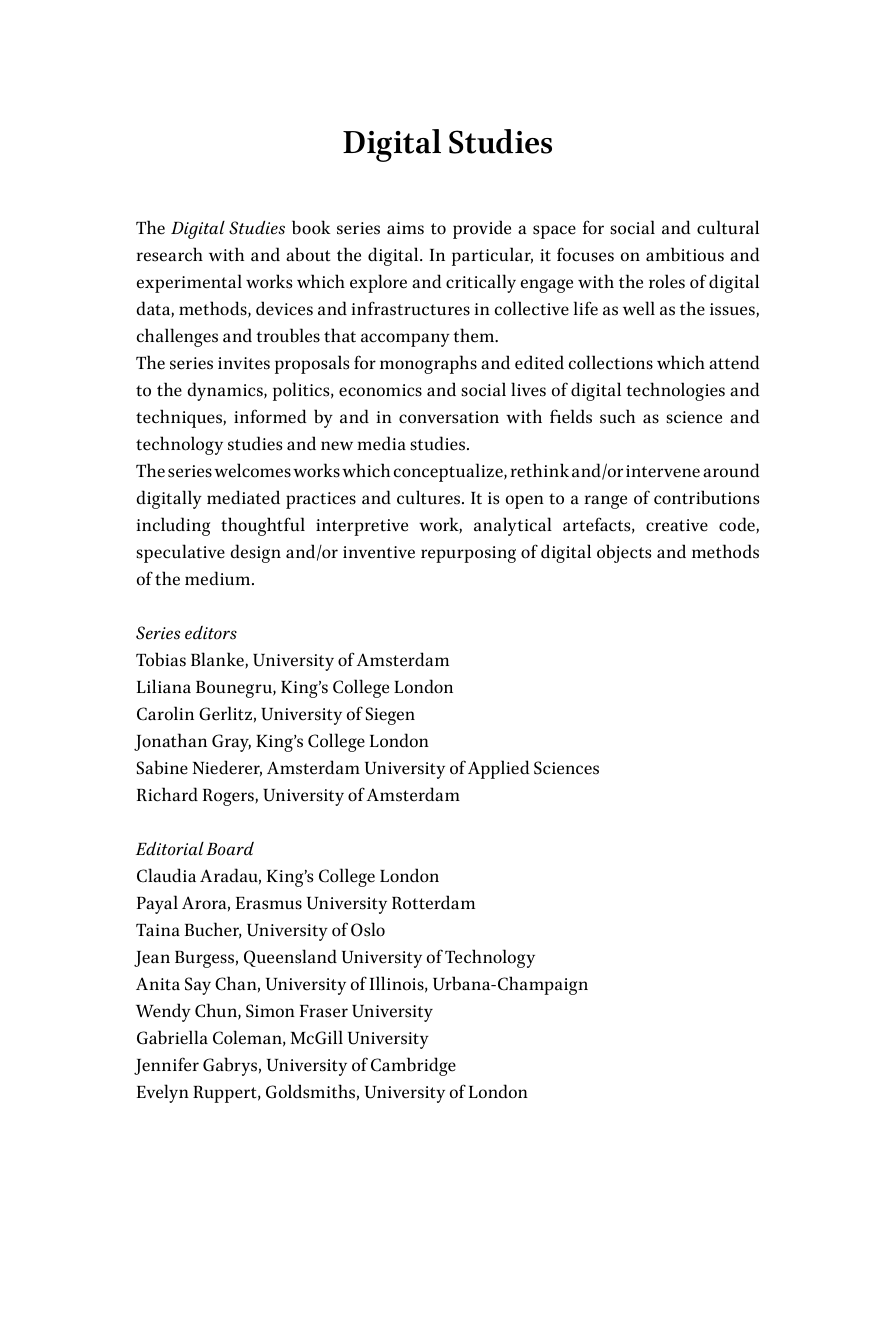 Digital Studies
The Digital Studies book series aims to provide a space for social and cultural
research with and about the digital. In particular, it focuses on ambitious and
experimental works which explore and critically engage with the roles of digital
data, methods, devices and infrastructures in collective life as well as the issues,
challenges and troubles that accompany them.
The series invites proposals for monographs and edited collections which attend
to the dynamics, politics, economics and social lives of digital technologies and
techniques, informed by and in conversation with fields such as science and
technology studies and new media studies.
The series welcomes works which conceptualize, rethink and/or intervene around
digitally mediated practices and cultures. It is open to a range of contributions
including thoughtful interpretive work, analytical artefacts, creative code,
speculative design and/or inventive repurposing of digital objects and methods
of the medium.
Series editors
Tobias Blanke, University of Amsterdam
Liliana Bounegru, King’s College London
Carolin Gerlitz, University of Siegen
Jonathan Gray, King’s College London
Sabine Niederer, Amsterdam University of Applied Sciences
Richard Rogers, University of Amsterdam
Editorial Board
Claudia Aradau, King’s College London
Payal Arora, Erasmus University Rotterdam
Taina Bucher, University of Oslo
Jean Burgess, Queensland University of Technology
Anita Say Chan, University of Illinois, Urbana-Champaign
Wendy Chun, Simon Fraser University
Gabriella Coleman, McGill University
Jennifer Gabrys, University of Cambridge
Evelyn Ruppert, Goldsmiths, University of London